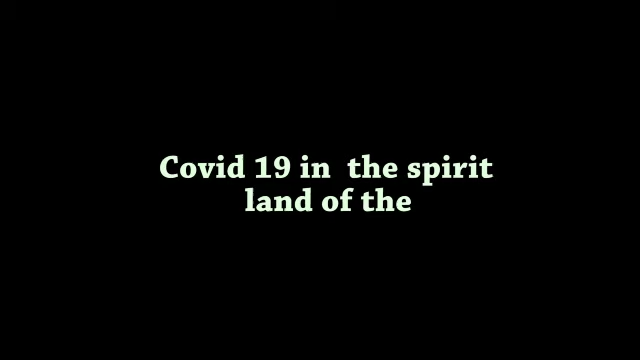 Covid 19 in  the spirit
land of the